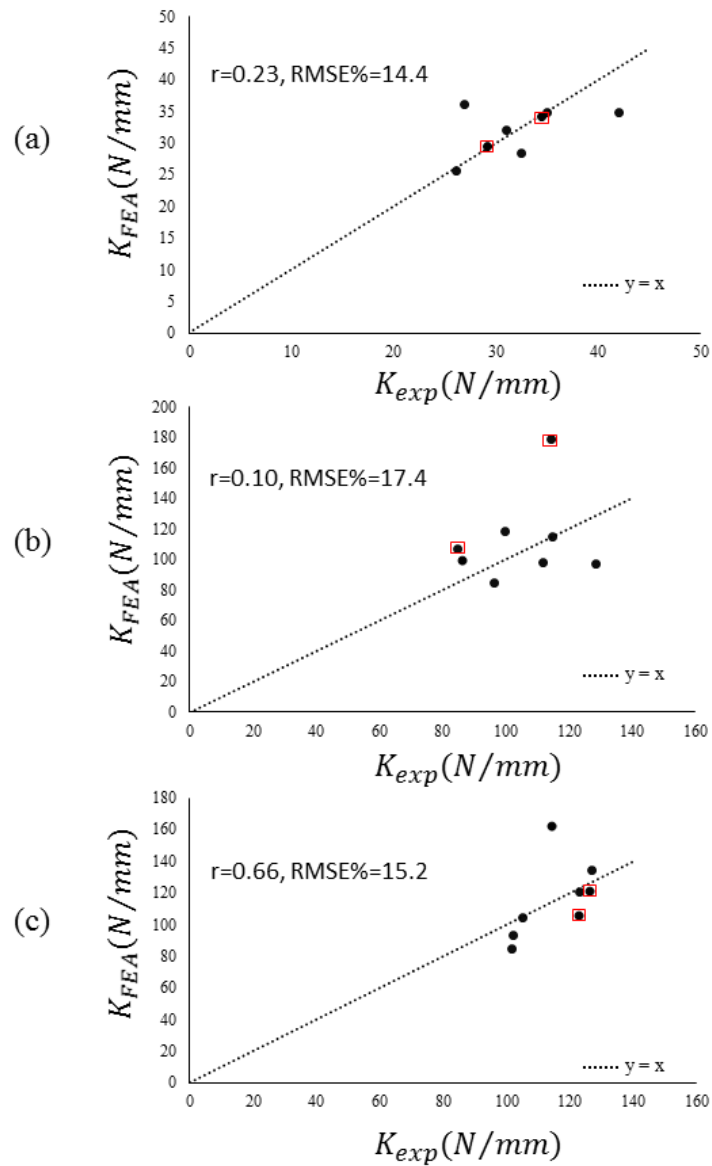 (a)
K_FEA(N/mm)
50
45
40
35
30
25
20
15
10
5
0
r=0.23, RMSE%=14.4
y = x
0 10 20 30 40 50
K_exp(N/mm)
(b)
K_FEA(N/mm)
200
180
160
140
120
100
80
60
40
20
0
r=0.10, RMSE%=17.4
y = x
0 20 40 60 80 100 120 140 160
K_exp(N/mm)
(c)
K_FEA(N/mm)
180
160
140
120
100
80
60
40
20
0
r=0.66, RMSE%=15.2
y = x
0 20 40 60 80 100 120 140 160
K_exp(N/mm)